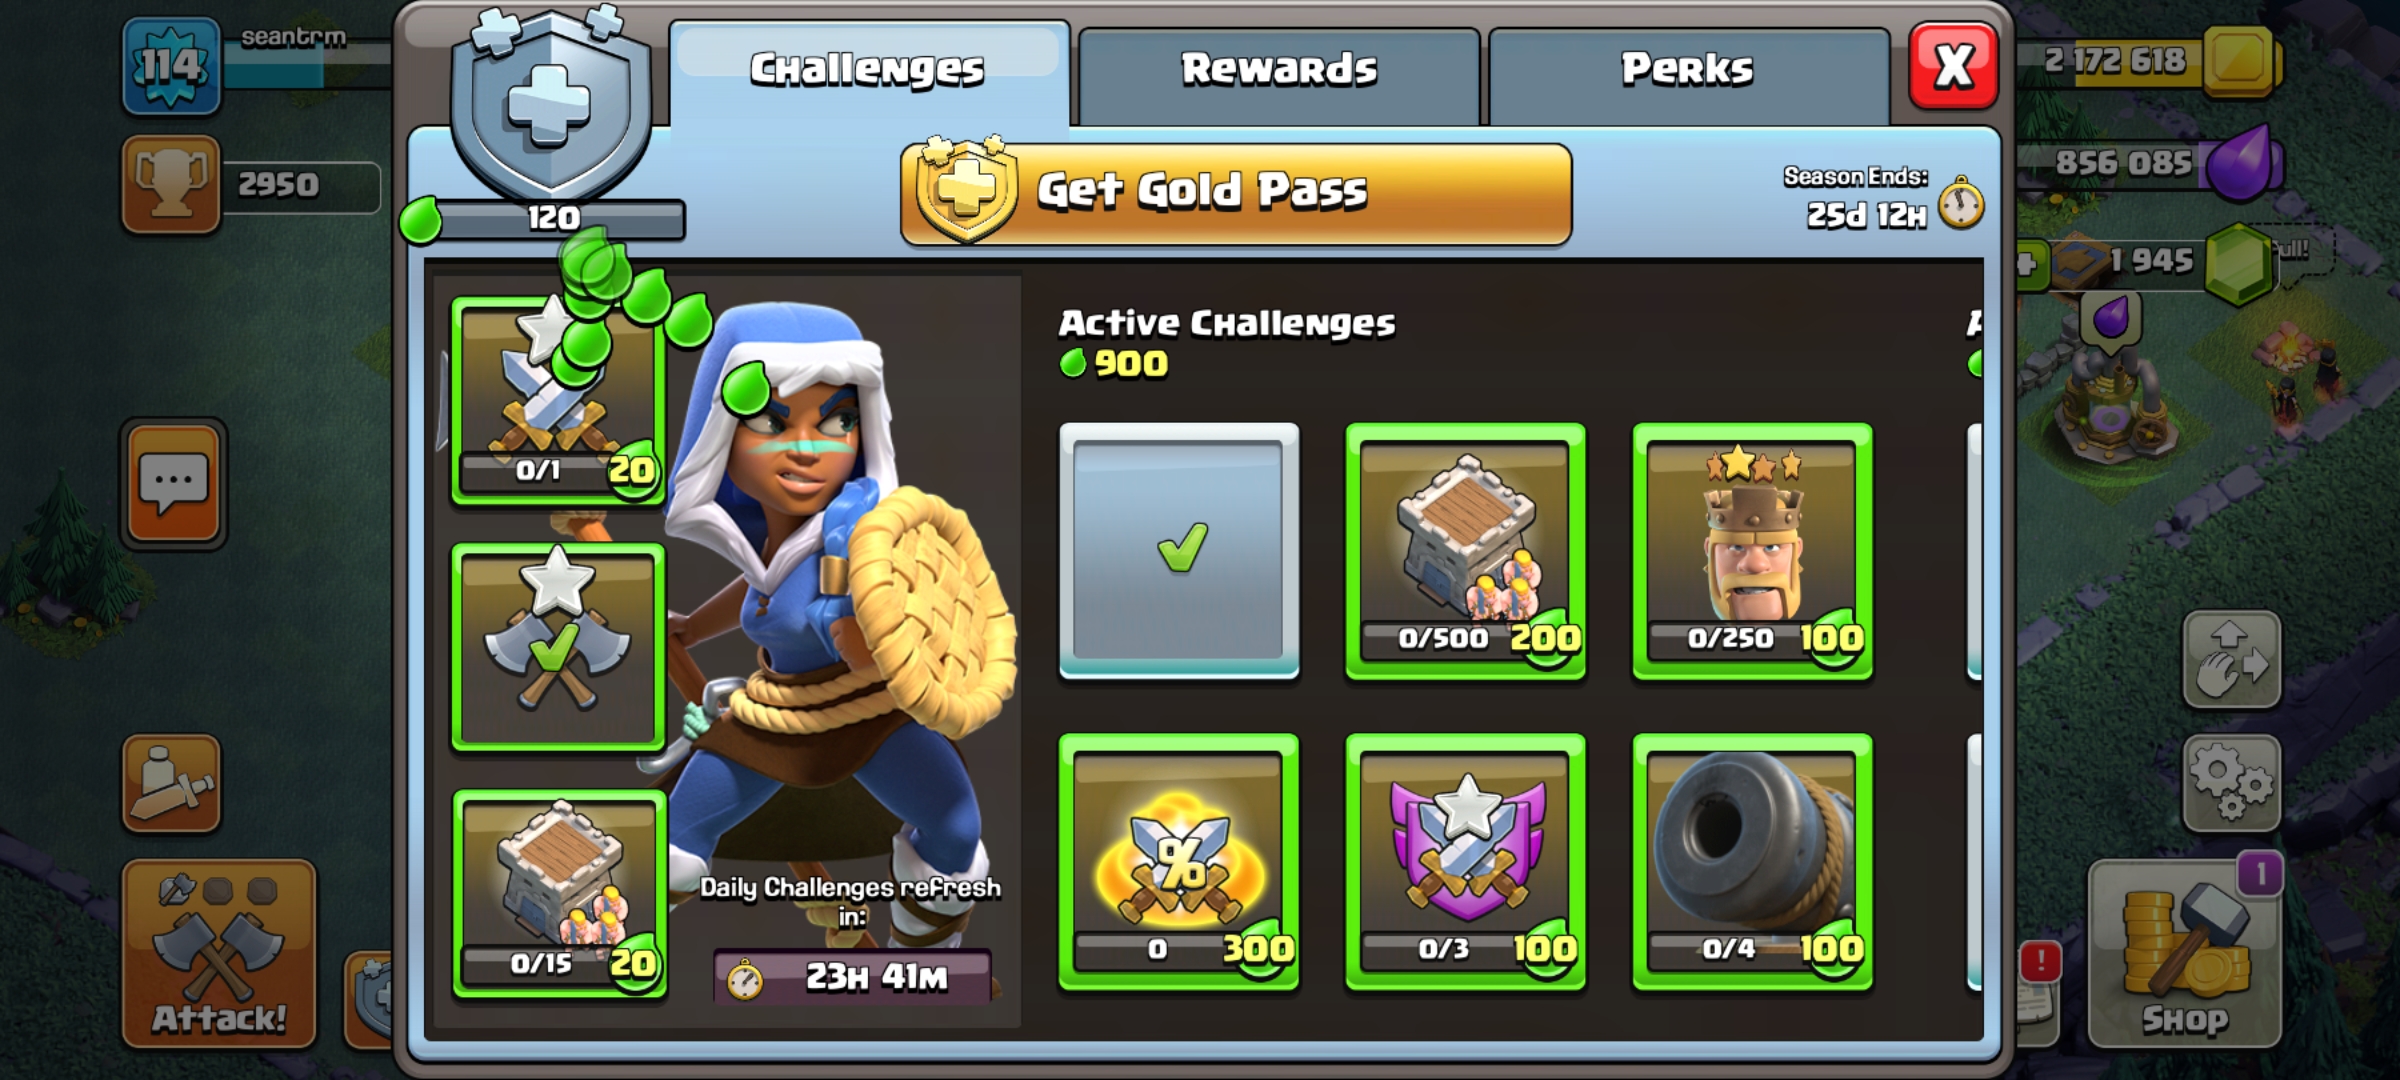 114
seantrm
2950
Challenges
Rewards
Perks
X
Get Gold Pass
Season Ends:
25d 12H
2 172 618
856 085
1 945
120
0/1
20
0/15
20
Daily Challenges refresh
in:
23H 41M
Active Challenges
900
0/500
200
0/250
100
%
0
300
0/3
100
0/4
100
Attack!
!
1
Shop